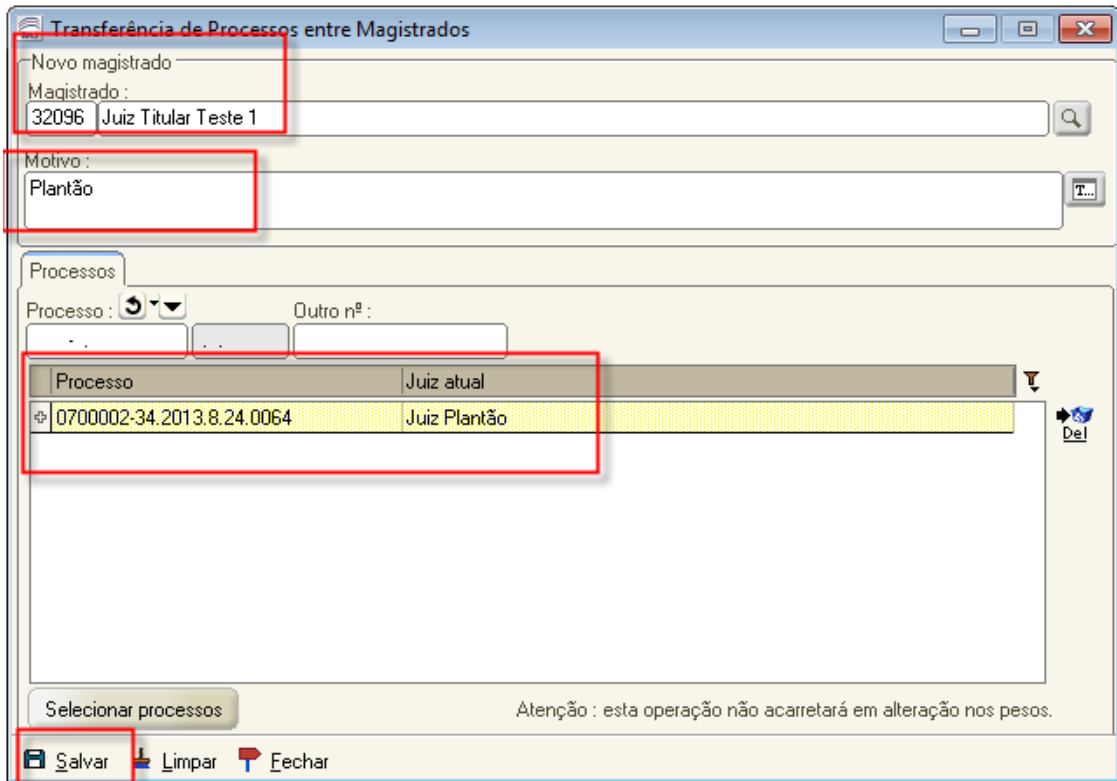 Transferência de Processos entre Magistrados
Novo magistrado
Magistrado :
32096 Juiz Titular Teste 1
Motivo :
Plantão
T...
Processos
Processo : Outro nº :
- . . .
Processo Juiz atual
0700002-34.2013.8.24.0064 Juiz Plantão
Del
Selecionar processos Atenção : esta operação não acarretará em alteração nos pesos.
Salvar Limpar Fechar